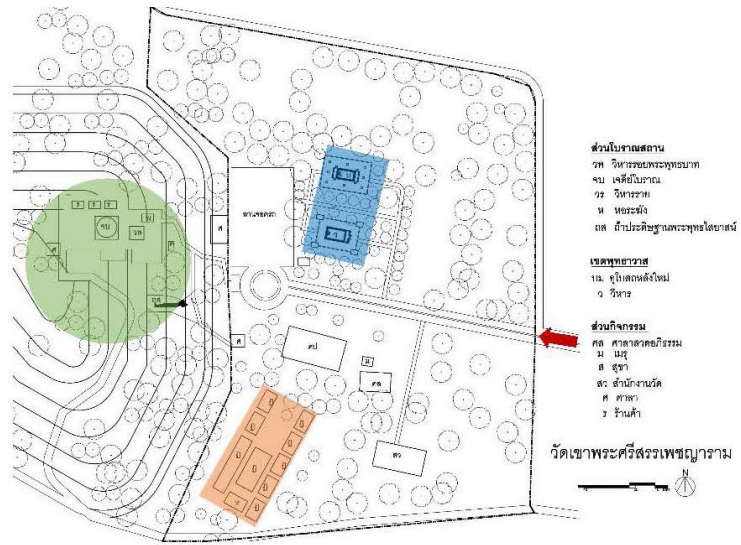 ส่วนโบราณสถาน
วพ วิหารรอยพระพุทธบาท
จบ เจดีย์โบราณ
วร วิหารราย
ห หอระฆัง
ถส ถ้ำประดิษฐานพระพุทธไสยาสน์
เขตพุทธาวาส
บม อุโบสถหลังใหม่
ว วิหาร
ส่วนกิจกรรม
ศส ศาลาสวดอภิธรรม
ม เมรุ
ส สุขา
สว สำนักงานวัด
ศ ศาลา
ร ร้านค้า
วัดเขาพระศรีสรรเพชญาราม
N
ลานจอดรถ
จบ
วพ
ถส
ศ
ศ
ศ
ศป
ม
ศส
สว